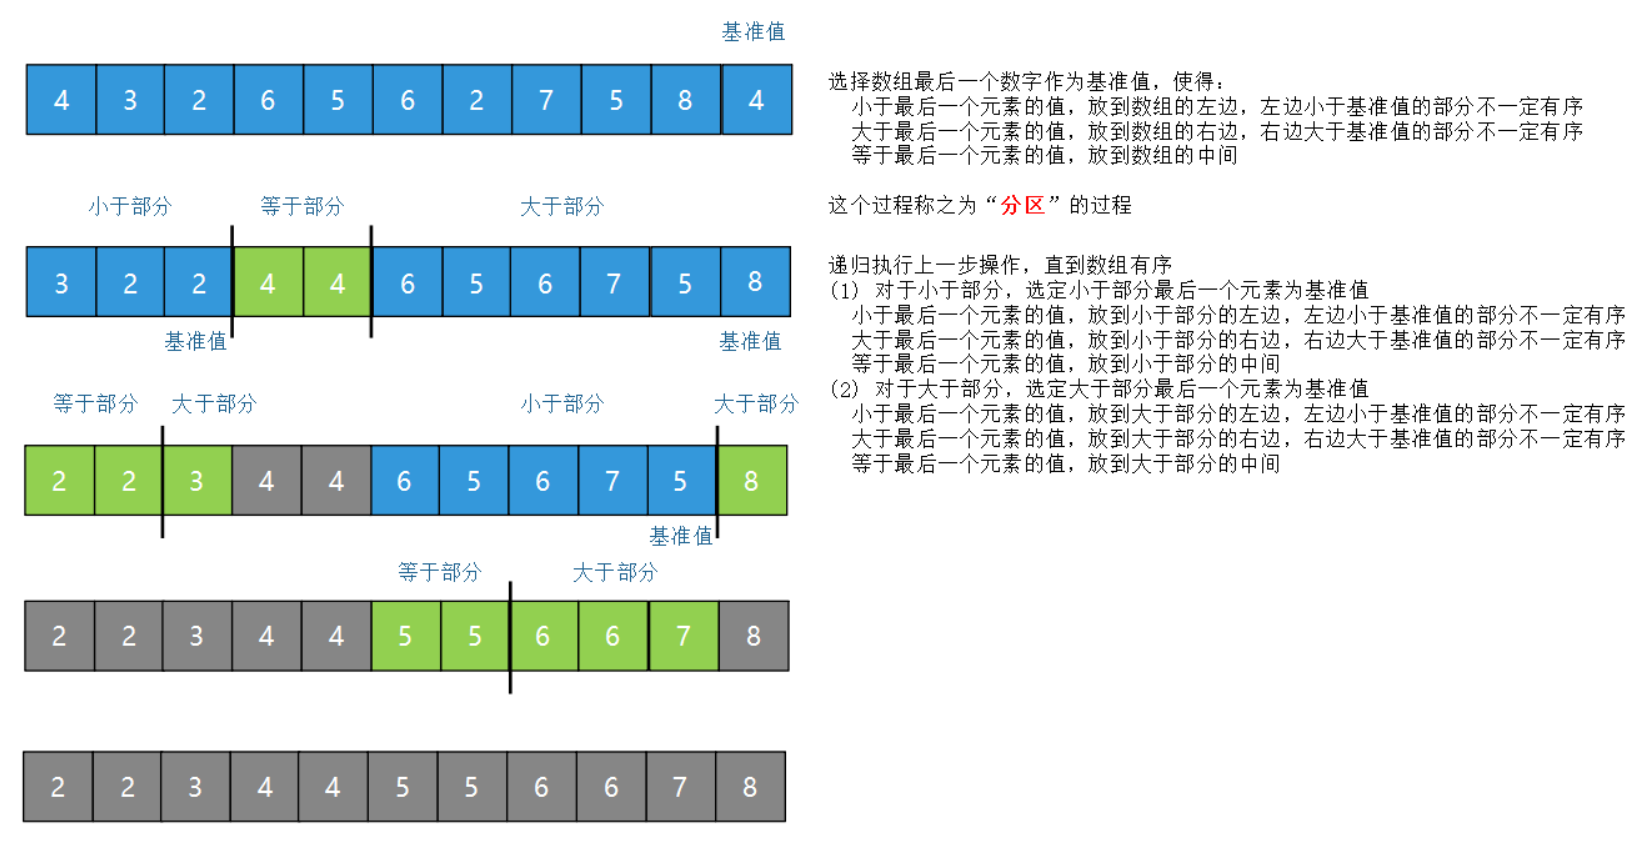 基准值
4 3 2 6 5 6 2 7 5 8 4
选择数组最后一个数字作为基准值，使得：
小于最后一个元素的值，放到数组的左边，左边小于基准值的部分不一定有序
大于最后一个元素的值，放到数组的右边，右边大于基准值的部分不一定有序
等于最后一个元素的值，放到数组的中间
这个过程称之为“分区”的过程
小于部分 等于部分 大于部分
3 2 2 4 4 6 5 6 7 5 8
基准值 基准值
递归执行上一步操作，直到数组有序
(1) 对于小于部分，选定小于部分最后一个元素为基准值
小于最后一个元素的值，放到小于部分的左边，左边小于基准值的部分不一定有序
大于最后一个元素的值，放到小于部分的右边，右边大于基准值的部分不一定有序
等于最后一个元素的值，放到小于部分的中间
(2) 对于大于部分，选定大于部分最后一个元素为基准值
小于最后一个元素的值，放到大于部分的左边，左边小于基准值的部分不一定有序
大于最后一个元素的值，放到大于部分的右边，右边大于基准值的部分不一定有序
等于最后一个元素的值，放到大于部分的中间
等于部分 大于部分 小于部分 大于部分
2 2 3 4 4 6 5 6 7 5 8
基准值
等于部分 大于部分
2 2 3 4 4 5 5 6 6 7 8
2 2 3 4 4 5 5 6 6 7 8